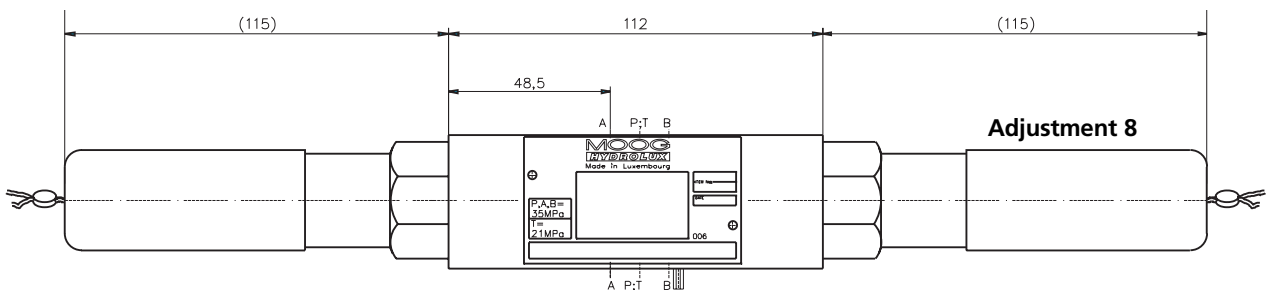 (115) 112 (115)
48,5
A P;T B
Adjustment 8
MOOG
HYDROLUX
Made in Luxembourg
P,A,B=
35MPa
T=
21MPa
006
A P;T B